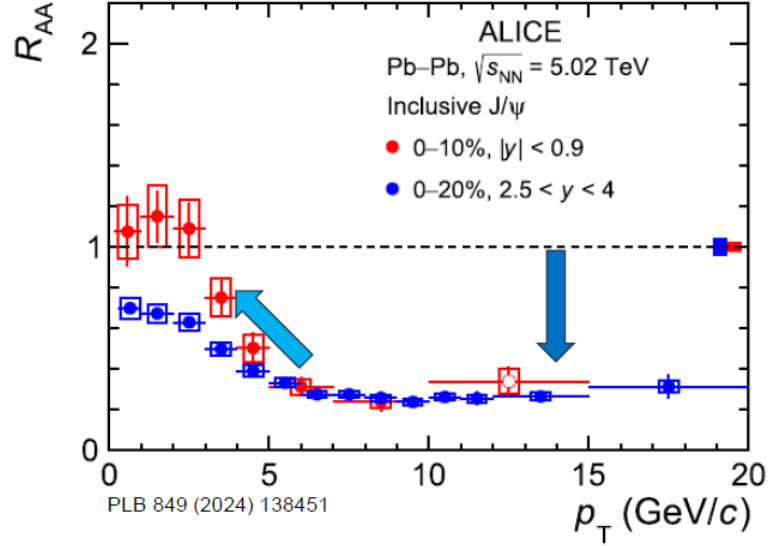 R_AA
2
1
0
ALICE
Pb–Pb, √s_NN = 5.02 TeV
Inclusive J/ψ
0–10%, |y| < 0.9
0–20%, 2.5 < y < 4
0 5 10 15 20
PLB 849 (2024) 138451
p_T (GeV/c)